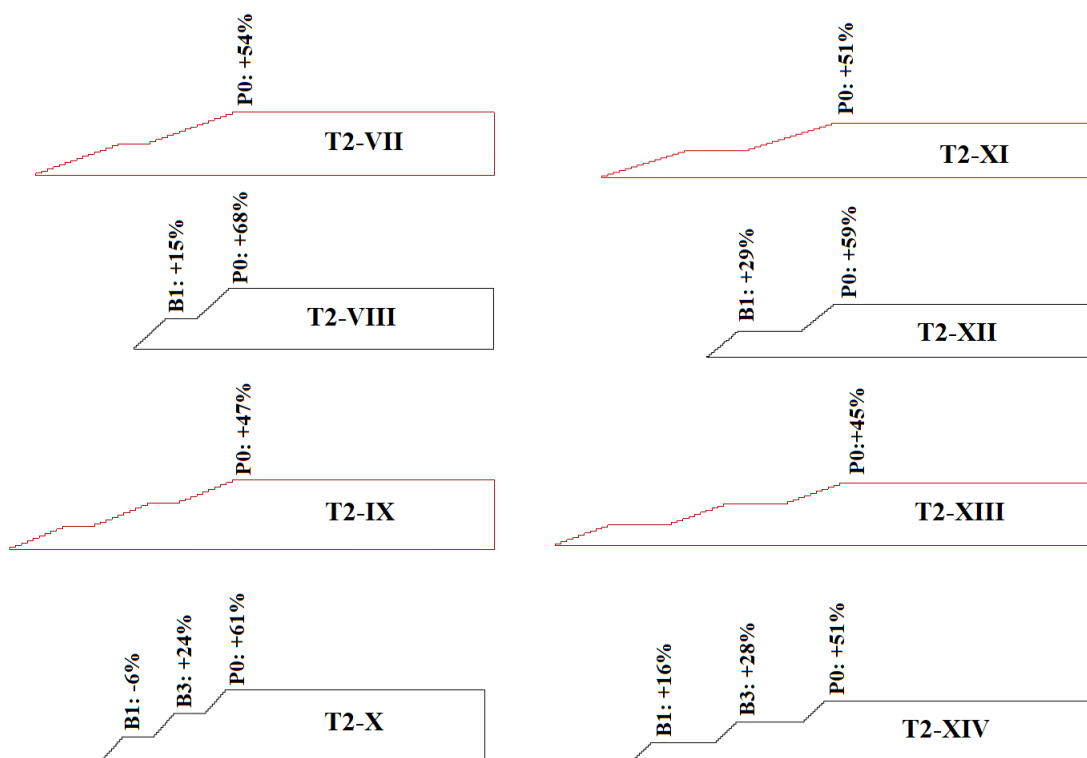 P0: +54%
T2-VII
P0: +51%
T2-XI
B1: +15%
P0: +68%
T2-VIII
B1: +29%
P0: +59%
T2-XII
P0: +47%
T2-IX
P0:+45%
T2-XIII
B1: -6%
B3: +24%
P0: +61%
T2-X
B1: +16%
B3: +28%
P0: +51%
T2-XIV